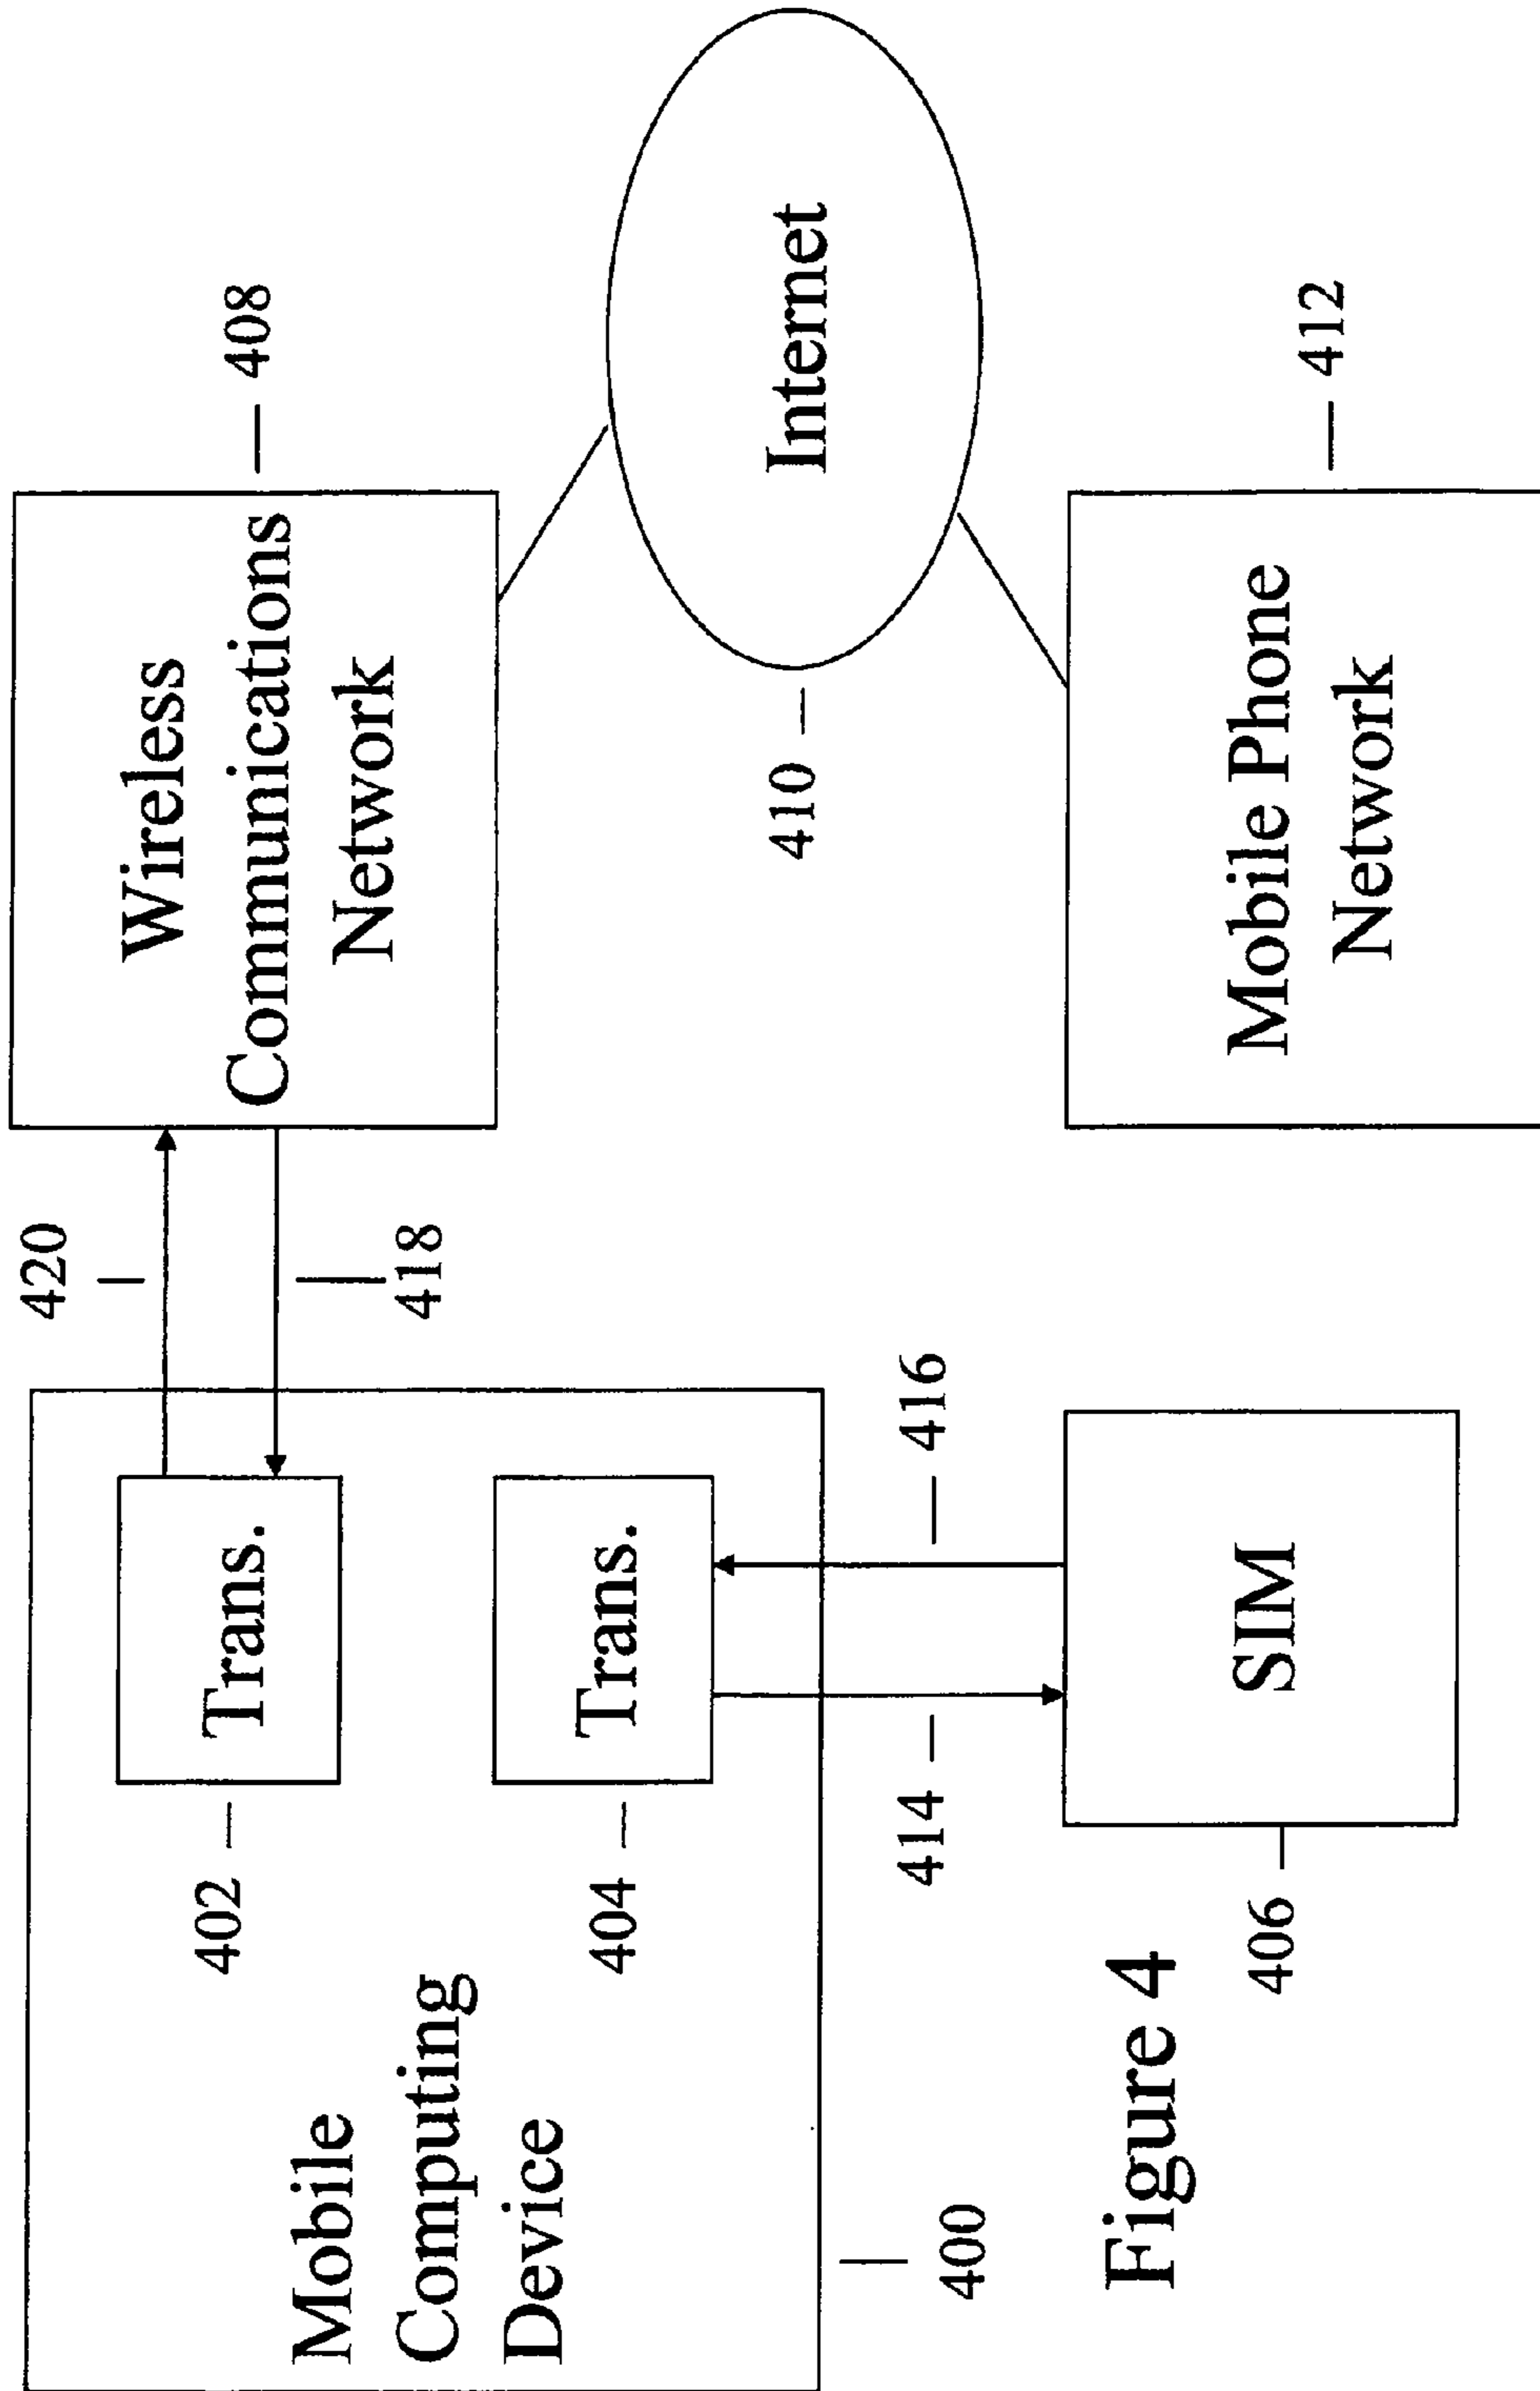 420
Wireless
Communications
Network
408
418
Mobile
Computing
Device
402
Trans.
404
Trans.
400
414
416
410
Internet
406
SIM
Mobile Phone
Network
412
Figure 4